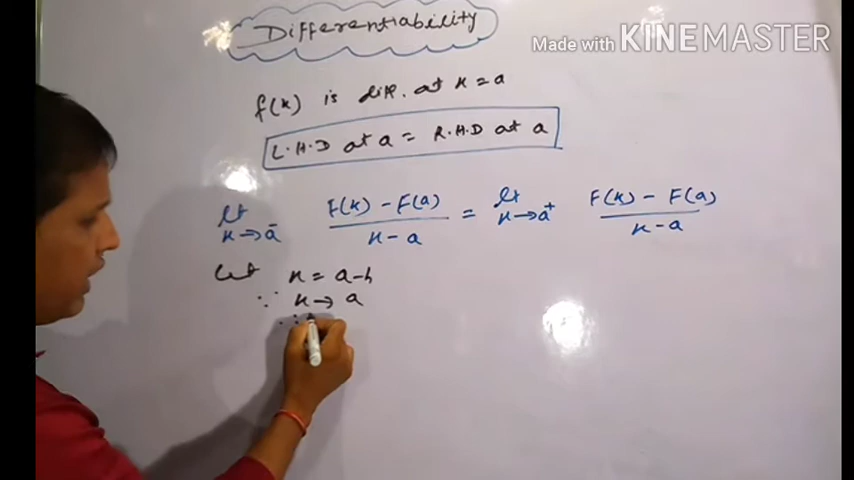 Differentiability
Made with KINEMASTER
f(x) is diff. at x = a
L.H.D at a = R.H.D at a
lt x→a⁻ F(x) - F(a) / x - a = lt x→a⁺ F(x) - F(a) / x - a
Let x = a-h
∵ x → a
∴